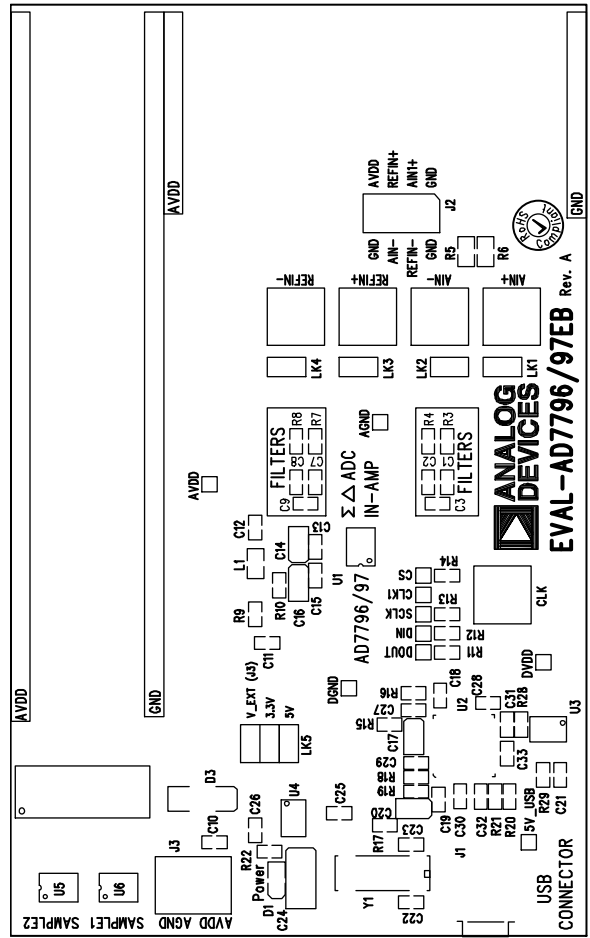 AVDD
AVDD
GND
GND
AVDD
AVDD
REFIN+
AIN1+
GND
J2
GND
AIN-
REFIN-
GND
R5
R6
RoHS
Compliant
REFIN-
REFIN+
AIN-
AIN+
LK4
LK3
LK2
LK1
ANALOG
DEVICES
EVAL-AD7796/97EB Rev. A
FILTERS
R8
R7
C8
C7
C9
AGND
FILTERS
R4
R3
C2
C1
C3
Σ△ ADC
IN-AMP
AVDD
C12
L1
C14
C13
U1
AD7796/97
R9
R10
C16
C15
C11
CS
CLK1
SCLK
DIN
DOUT
R14
R13
R12
R11
CLK
DGND
DVDD
V_EXT (J3)
3.3V
5V
LK5
R16
C27
R15
C17
C18
U2
C28
C31
R28
U3
C33
C29
R18
R19
C20
C19
C30
C32
R21
R20
5V_USB
R29
C21
D3
C10
C26
U4
C25
R17
C23
J1
J3
R22
Power
D1
C24
Y1
C22
U5
U6
SAMPLE2
SAMPLE1
AGND
AVDD
USB
CONNECTOR